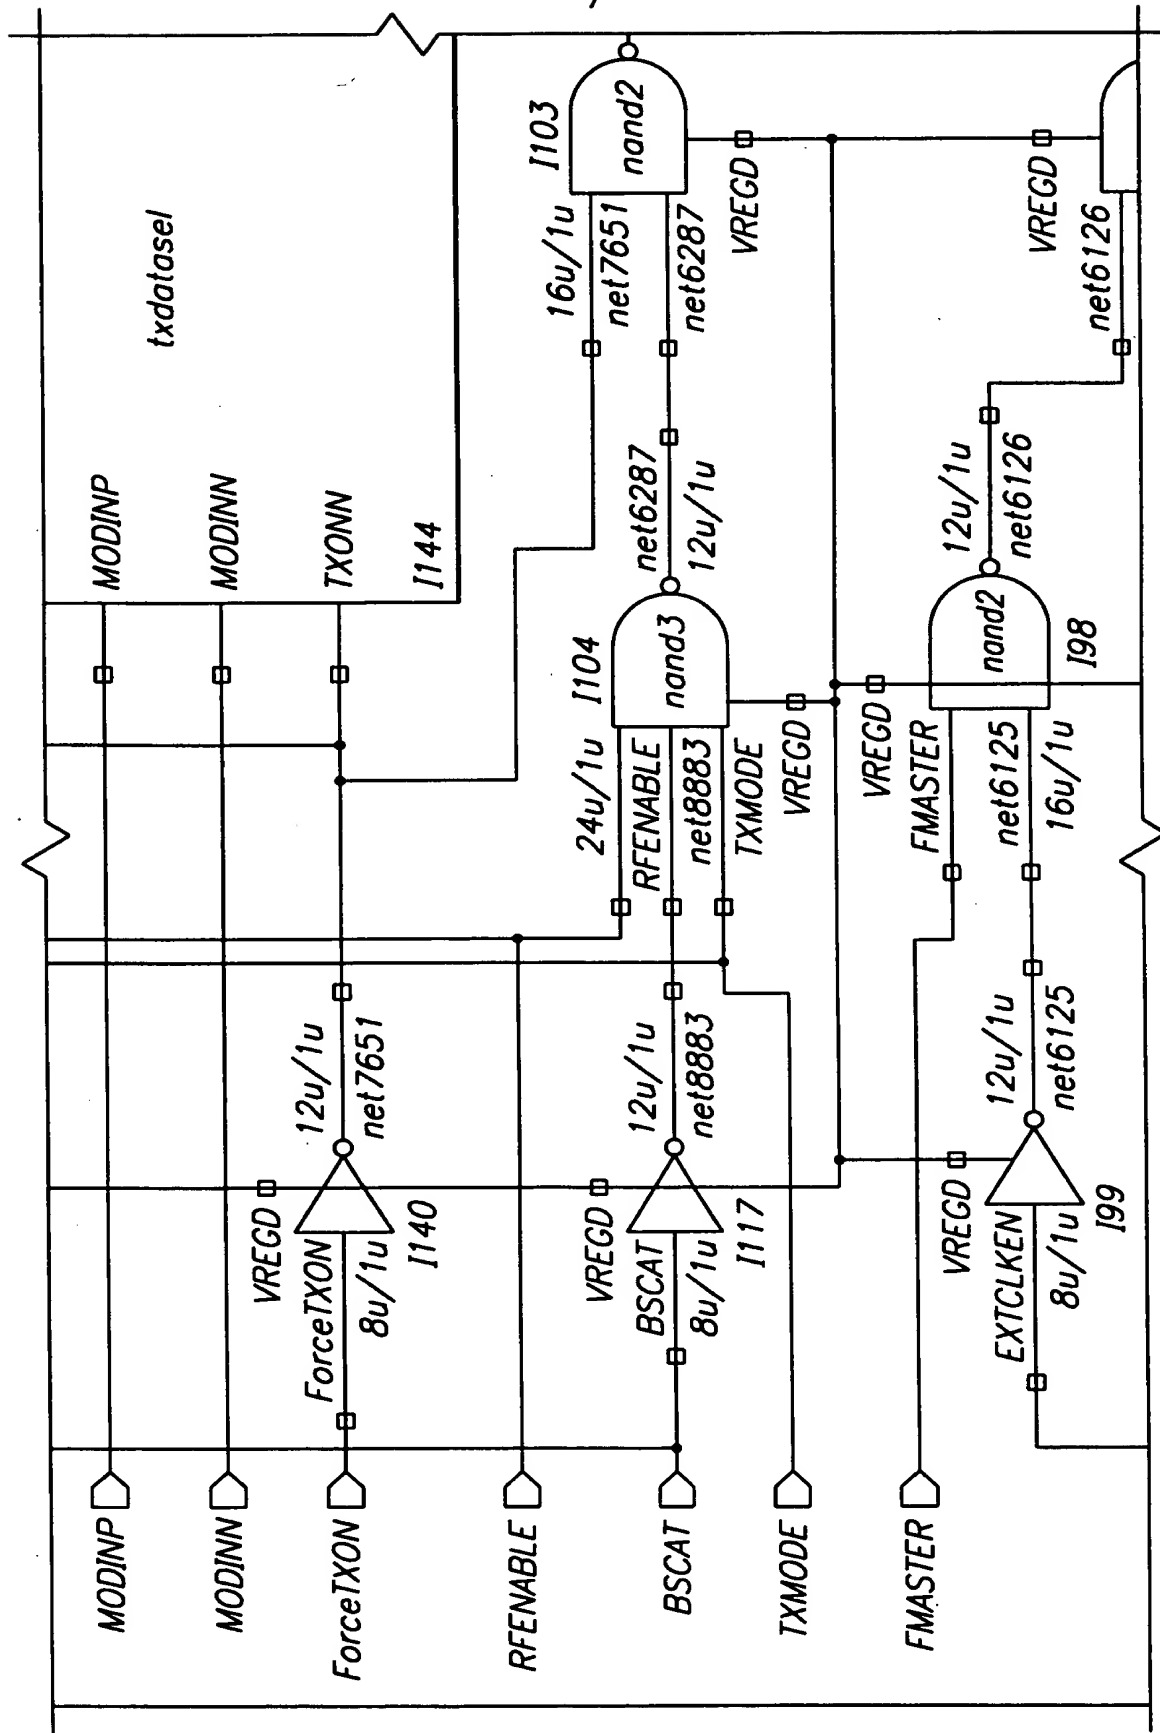 txdatasel
MODINP
MODINN
TXONN
I144
MODINP
MODINN
ForceTXON
VREGD
ForceTXON
8u/1u
I140
12u/1u
net7651
RFENABLE
BSCAT
TXMODE
VREGD
BSCAT
8u/1u
I117
12u/1u
net8883
24u/1u
RFENABLE
net8883
TXMODE
I104
nand3
VREGD
net6287
12u/1u
16u/1u
net7651
net6287
I103
nand2
VREGD
FMASTER
VREGD
EXTCLKEN
8u/1u
I99
12u/1u
net6125
VREGD
FMASTER
net6125
16u/1u
nand2
I98
12u/1u
net6126
VREGD
net6126